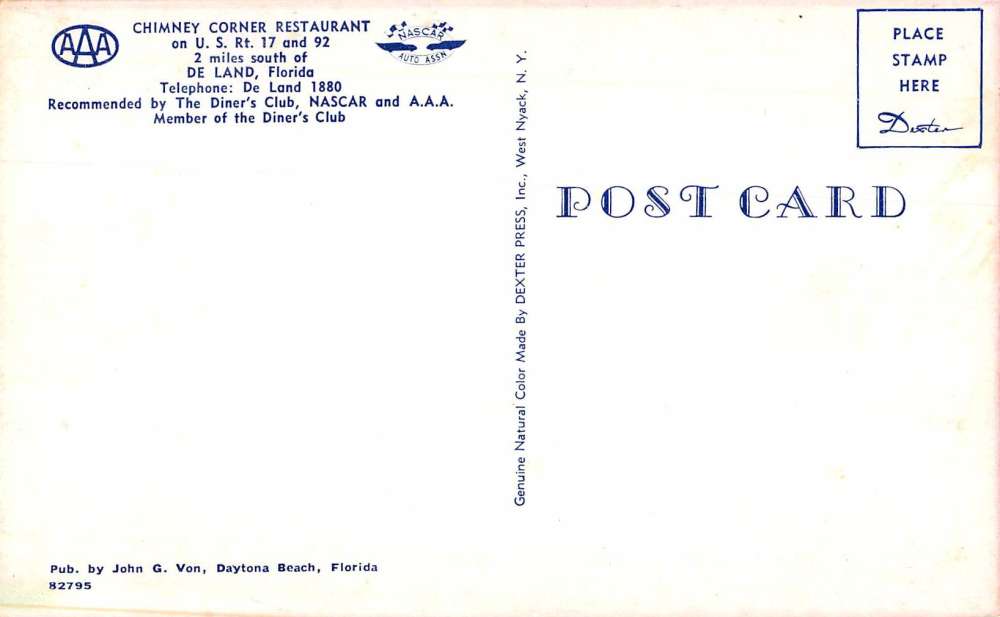 AAA
CHIMNEY CORNER RESTAURANT
on U. S. Rt. 17 and 92
2 miles south of
DE LAND, Florida
Telephone: De Land 1880
Recommended by The Diner's Club, NASCAR and A.A.A.
Member of the Diner's Club
NASCAR
AUTO ASSN
Genuine Natural Color Made By DEXTER PRESS, Inc., West Nyack, N. Y.
PLACE
STAMP
HERE
Dexter
POST CARD
Pub. by John G. Von, Daytona Beach, Florida
82795